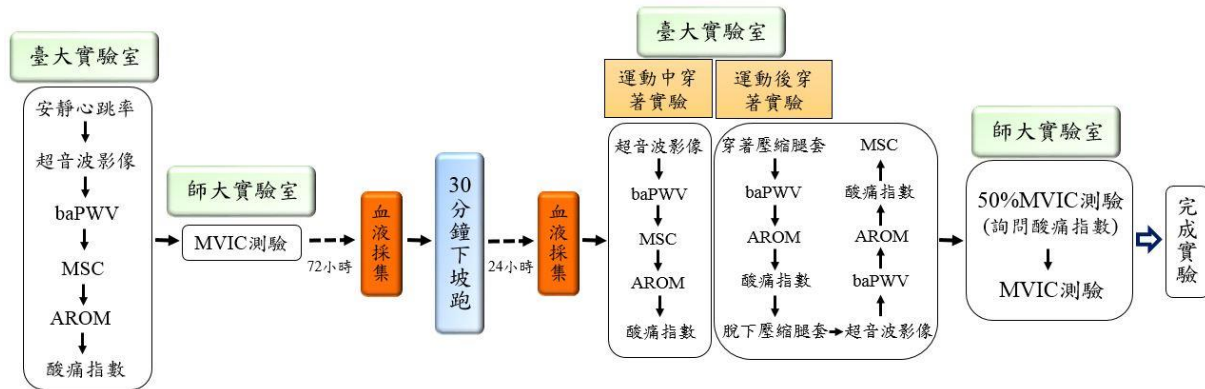 臺大實驗室
安靜心跳率
超音波影像
baPWV
MSC
AROM
酸痛指數
師大實驗室
MVIC測驗
72小時
血液採集
30分鐘下坡跑
24小時
血液採集
臺大實驗室
運動中穿
著實驗
超音波影像
baPWV
MSC
AROM
酸痛指數
運動後穿
著實驗
穿著壓縮腿套
baPWV
AROM
酸痛指數
脫下壓縮腿套
超音波影像
baPWV
AROM
酸痛指數
MSC
師大實驗室
50%MVIC測驗
(詢問酸痛指數)
MVIC測驗
完成實驗